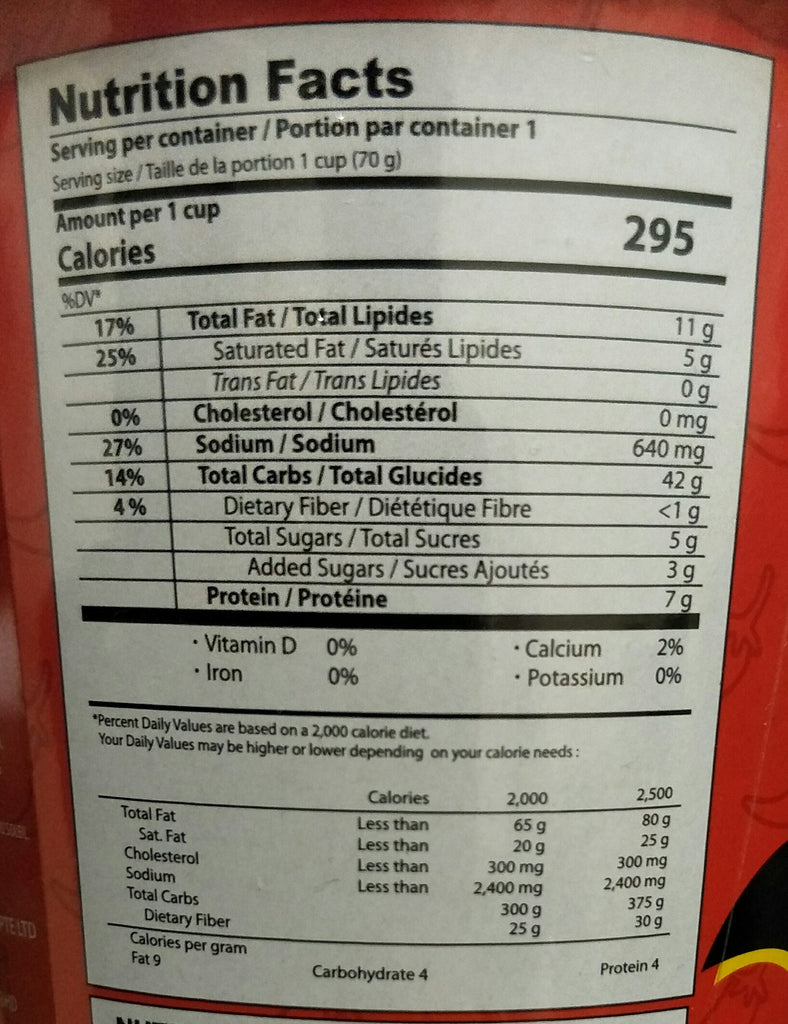 Nutrition Facts
Serving per container / Portion par container 1
Serving size / Taille de la portion 1 cup (70 g)
Amount per 1 cup
Calories 295
%DV*
17% Total Fat / Total Lipides 11 g
25% Saturated Fat / Saturés Lipides 5 g
Trans Fat / Trans Lipides 0 g
0% Cholesterol / Cholestérol 0 mg
27% Sodium / Sodium 640 mg
14% Total Carbs / Total Glucides 42 g
4% Dietary Fiber / Diététique Fibre <1 g
Total Sugars / Total Sucres 5 g
Added Sugars / Sucres Ajoutés 3 g
Protein / Protéine 7 g
· Vitamin D 0% · Calcium 2%
· Iron 0% · Potassium 0%
*Percent Daily Values are based on a 2,000 calorie diet.
Your Daily Values may be higher or lower depending on your calorie needs :
Calories 2,000 2,500
Total Fat Less than 65 g 80 g
Sat. Fat Less than 20 g 25 g
Cholesterol Less than 300 mg 300 mg
Sodium Less than 2,400 mg 2,400 mg
Total Carbs 300 g 375 g
Dietary Fiber 25 g 30 g
Calories per gram
Fat 9 Carbohydrate 4 Protein 4
PTE LTD